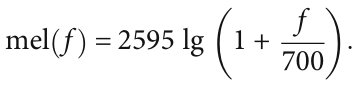 mel(f) = 2595 lg (1 + f/700).